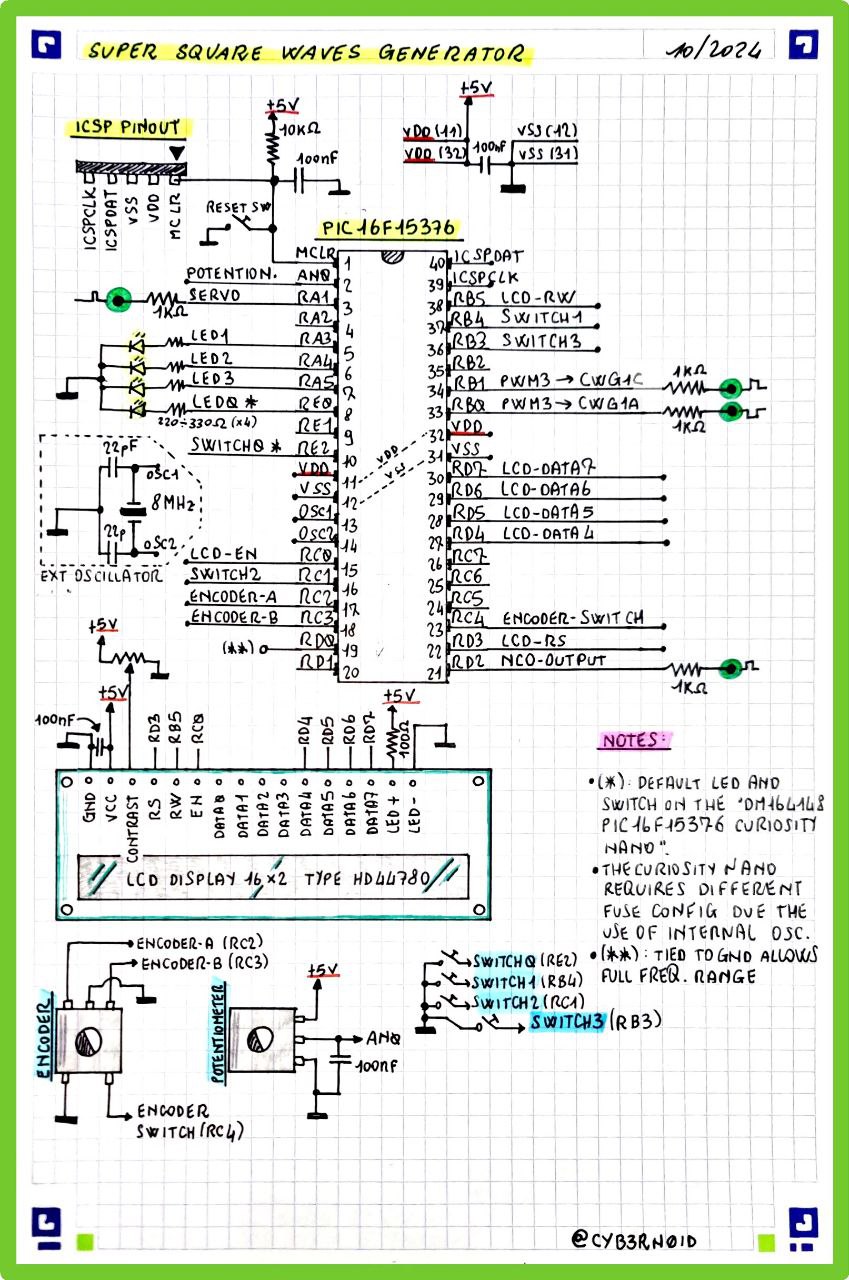 SUPER SQUARE WAVES GENERATOR
10/2024
ICSP PINOUT
ICSPCLK
ICSPDAT
VSS
VDD
MCLR
+5V
10KΩ
100nF
RESET SW
+5V
VDD (11)
VDD (32)
100nF
VSS (12)
VSS (31)
PIC16F15376
MCLR 1
POTENTION. AN0 2
1KΩ SERVO RA1 3
RA2 4
LED1 RA3 5
LED2 RA4 6
LED3 RA5 7
LED0 * RE0 8
220-330Ω (x4)
RE1 9
SWITCH0 * RE2 10
VDD 11
VSS 12
OSC1 13
OSC2 14
LCD-EN RC0 15
SWITCH2 RC1 16
ENCODER-A RC2 17
ENCODER-B RC3 18
(**) RD0 19
RD1 20
VDD
VSS
40 ICSPDAT
39 ICSPCLK
38 RB5 LCD-RW
37 RB4 SWITCH1
36 RB3 SWITCH3
35 RB2
34 RB1 PWM3 → CWG1C 1KΩ
33 RB0 PWM3 → CWG1A 1KΩ
32 VDD
31 VSS
30 RD7 LCD-DATA7
29 RD6 LCD-DATA6
28 RD5 LCD-DATA5
27 RD4 LCD-DATA4
26 RC7
25 RC6
24 RC5
23 RC4 ENCODER-SWITCH
22 RD3 LCD-RS
21 RD2 NCO-OUTPUT 1KΩ
22pF
OSC1
8MHz
22p
OSC2
EXT OSCILLATOR
+5V
+5V
100nF
RD3
RB5
RC0
RD4
RD5
RD6
RD7
+5V
100Ω
GND
VCC
CONTRAST
RS
RW
EN
DATA0
DATA1
DATA2
DATA3
DATA4
DATA5
DATA6
DATA7
LED+
LED-
LCD DISPLAY 16x2 TYPE HD44780
NOTES:
•(*): DEFAULT LED AND
SWITCH ON THE "DM164148
PIC16F15376 CURIOSITY
NANO".
•THE CURIOSITY NANO
REQUIRES DIFFERENT
FUSE CONFIG DUE THE
USE OF INTERNAL OSC.
•(**): TIED TO GND ALLOWS
FULL FREQ. RANGE
ENCODER-A (RC2)
ENCODER-B (RC3)
ENCODER
ENCODER
SWITCH (RC4)
POTENTIOMETER
+5V
AN0
100nF
SWITCH0 (RE2)
SWITCH1 (RB4)
SWITCH2 (RC1)
SWITCH3 (RB3)
@CYB3RN0ID